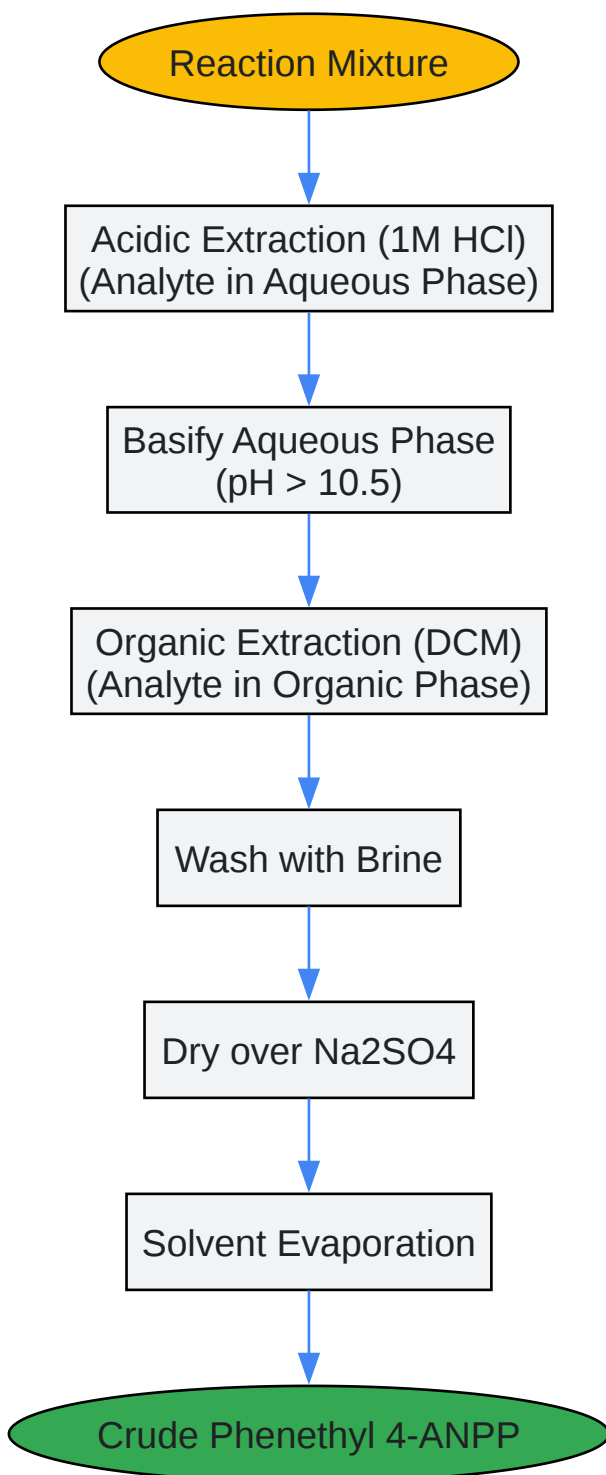 Reaction Mixture
Acidic Extraction (1M HCl)
(Analyte in Aqueous Phase)
Basify Aqueous Phase
(pH > 10.5)
Organic Extraction (DCM)
(Analyte in Organic Phase)
Wash with Brine
Dry over Na2SO4
Solvent Evaporation
Crude Phenethyl 4-ANPP